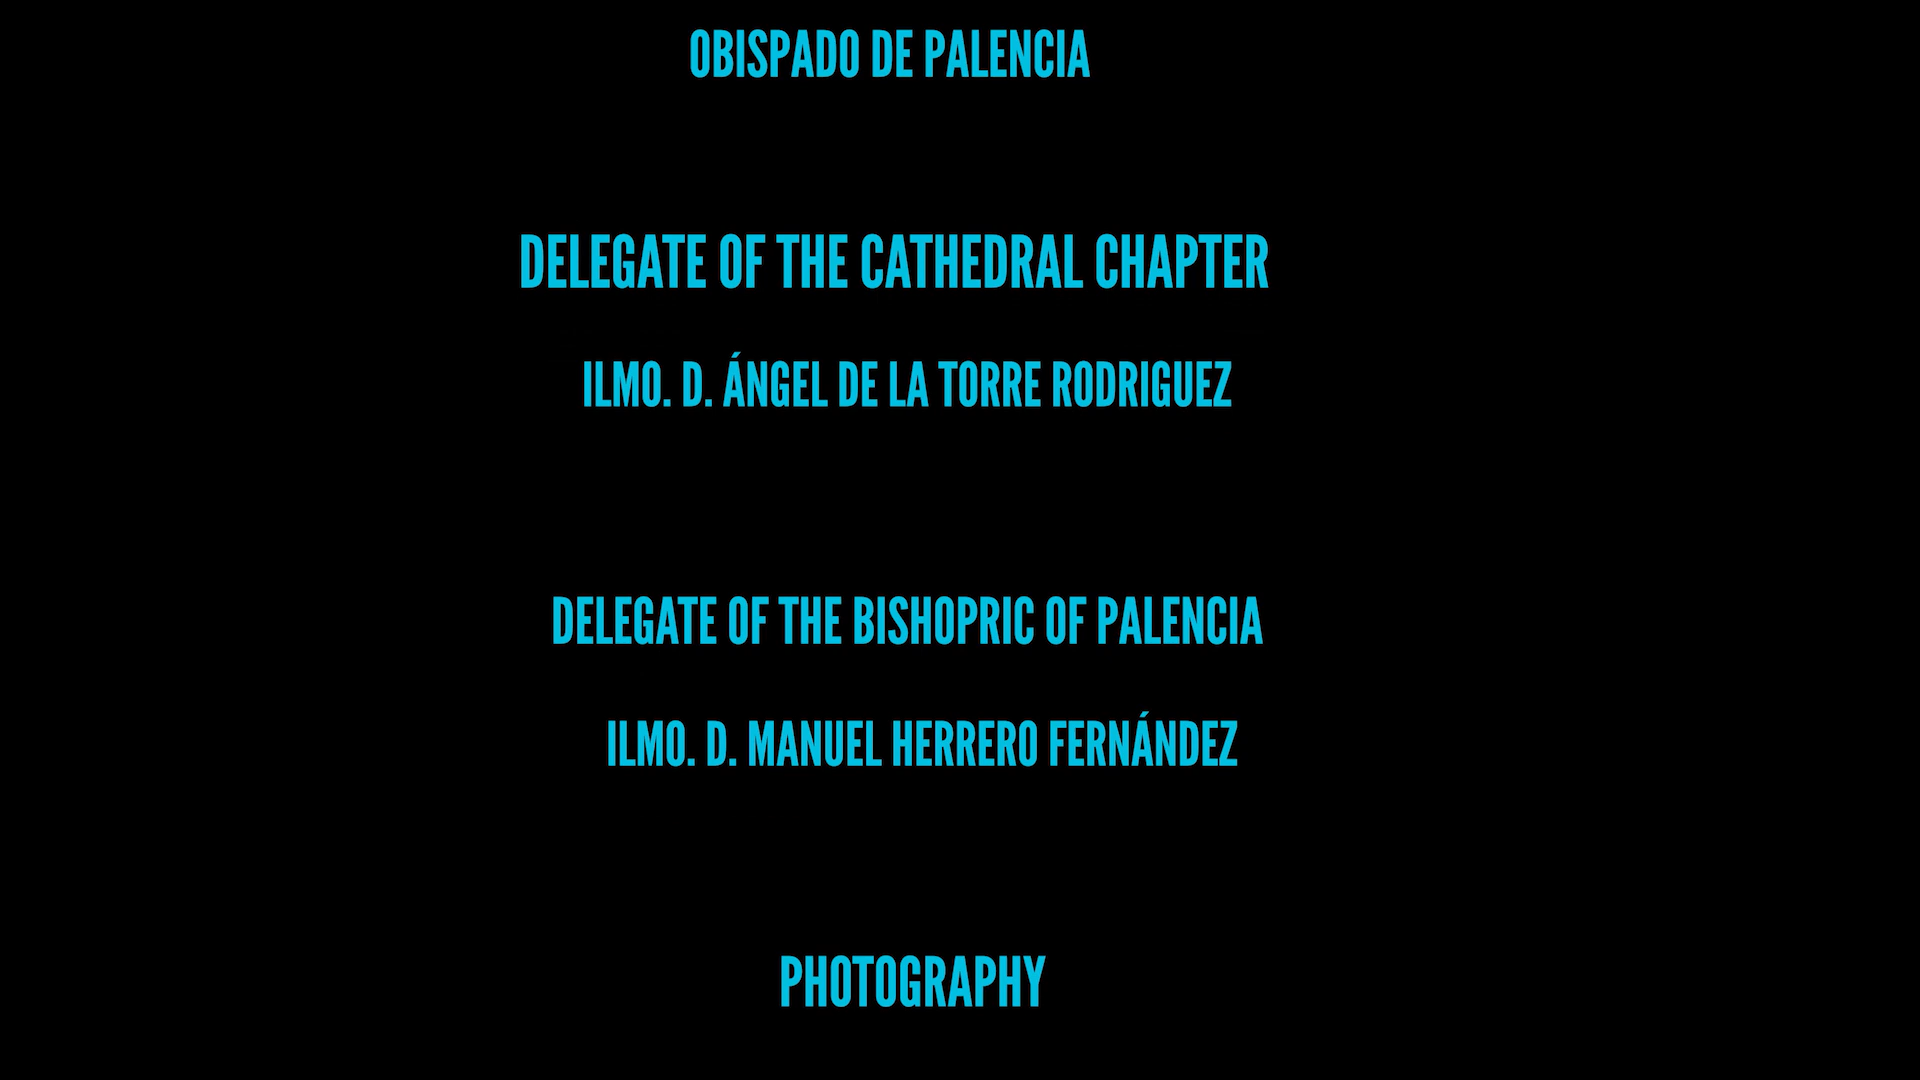 OBISPADO DE PALENCIA
DELEGATE OF THE CATHEDRAL CHAPTER
ILMO. D. ÁNGEL DE LA TORRE RODRIGUEZ
DELEGATE OF THE BISHOPRIC OF PALENCIA
ILMO. D. MANUEL HERRERO FERNÁNDEZ
PHOTOGRAPHY